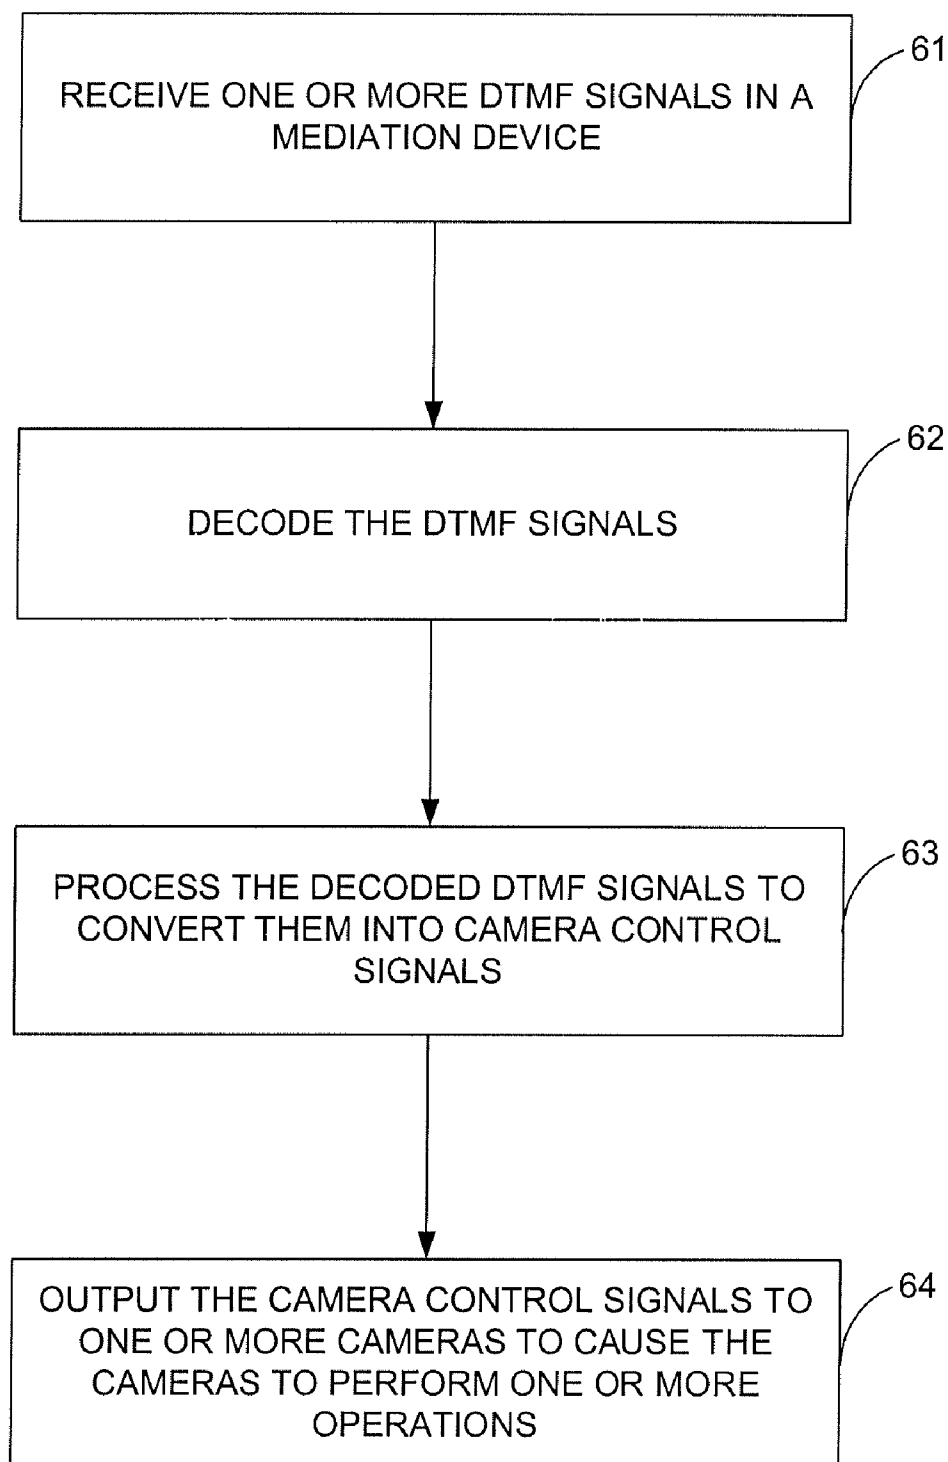 61
RECEIVE ONE OR MORE DTMF SIGNALS IN A
MEDIATION DEVICE
62
DECODE THE DTMF SIGNALS
63
PROCESS THE DECODED DTMF SIGNALS TO
CONVERT THEM INTO CAMERA CONTROL
SIGNALS
64
OUTPUT THE CAMERA CONTROL SIGNALS TO
ONE OR MORE CAMERAS TO CAUSE THE
CAMERAS TO PERFORM ONE OR MORE
OPERATIONS